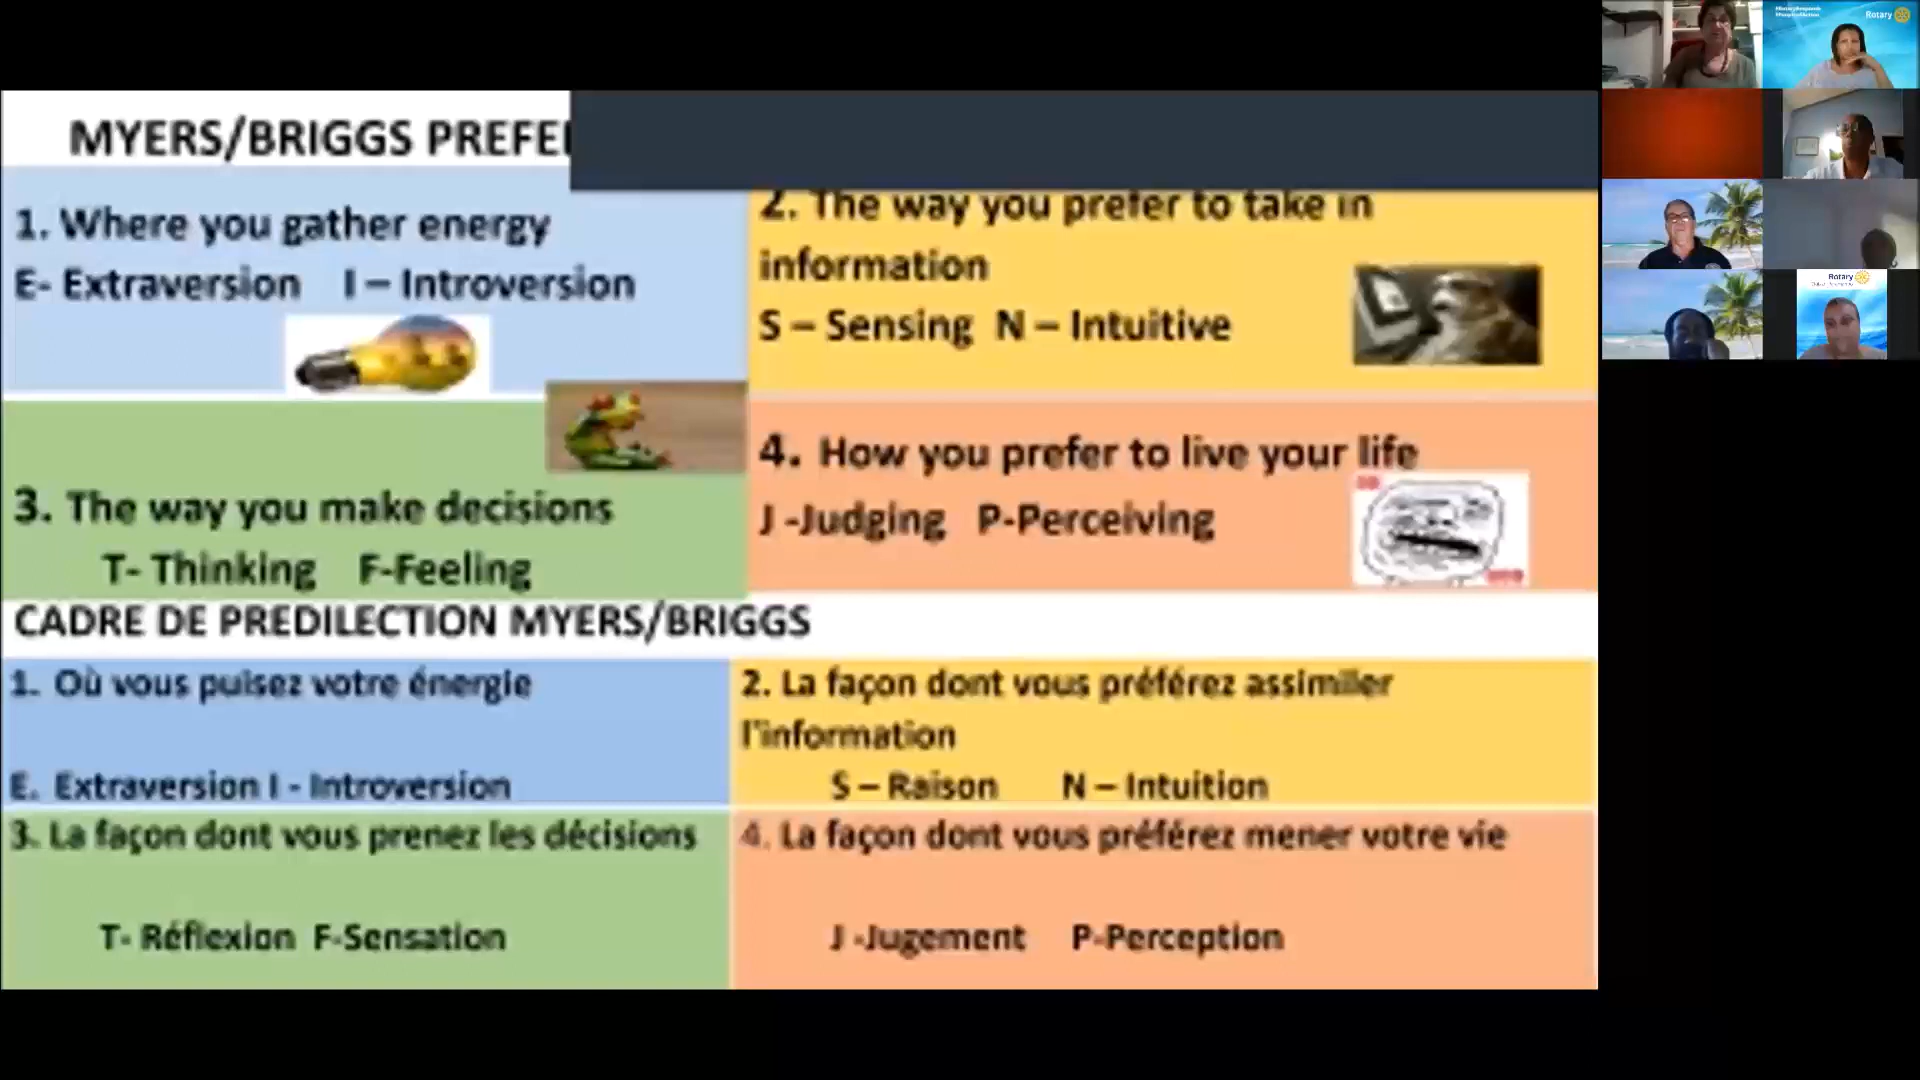 MYERS/BRIGGS PREFE
1. Where you gather energy
E- Extraversion I – Introversion
2. The way you prefer to take in
information
S – Sensing N – Intuitive
3. The way you make decisions
T- Thinking F-Feeling
4. How you prefer to live your life
J -Judging P-Perceiving
CADRE DE PREDILECTION MYERS/BRIGGS
1. Où vous puisez votre énergie
E. Extraversion I - Introversion
2. La façon dont vous préférez assimiler
l'information
S – Raison N – Intuition
3. La façon dont vous prenez les décisions
T- Réflexion F-Sensation
4. La façon dont vous préférez mener votre vie
J -Jugement P-Perception
Rotary
Rotary